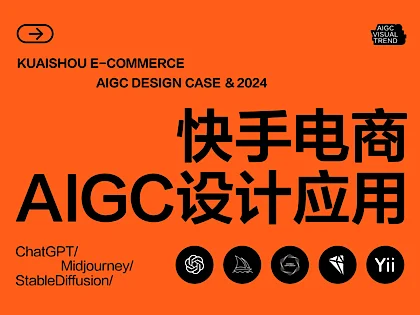 AIGC
VISUAL
TREND
KUAISHOU E-COMMERCE
AIGC DESIGN CASE & 2024
快手电商
AIGC设计应用
ChatGPT/
Midjourney/
StableDiffusion/
Yii